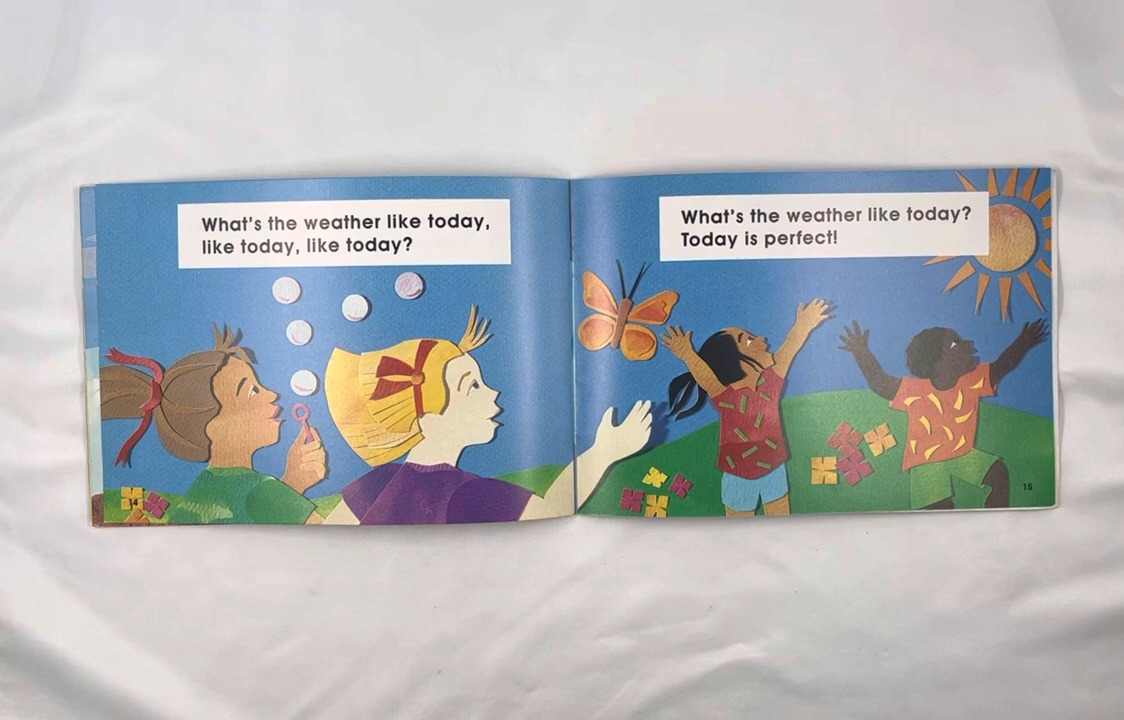 What's the weather like today,
like today, like today?
14
What's the weather like today?
Today is perfect!
15